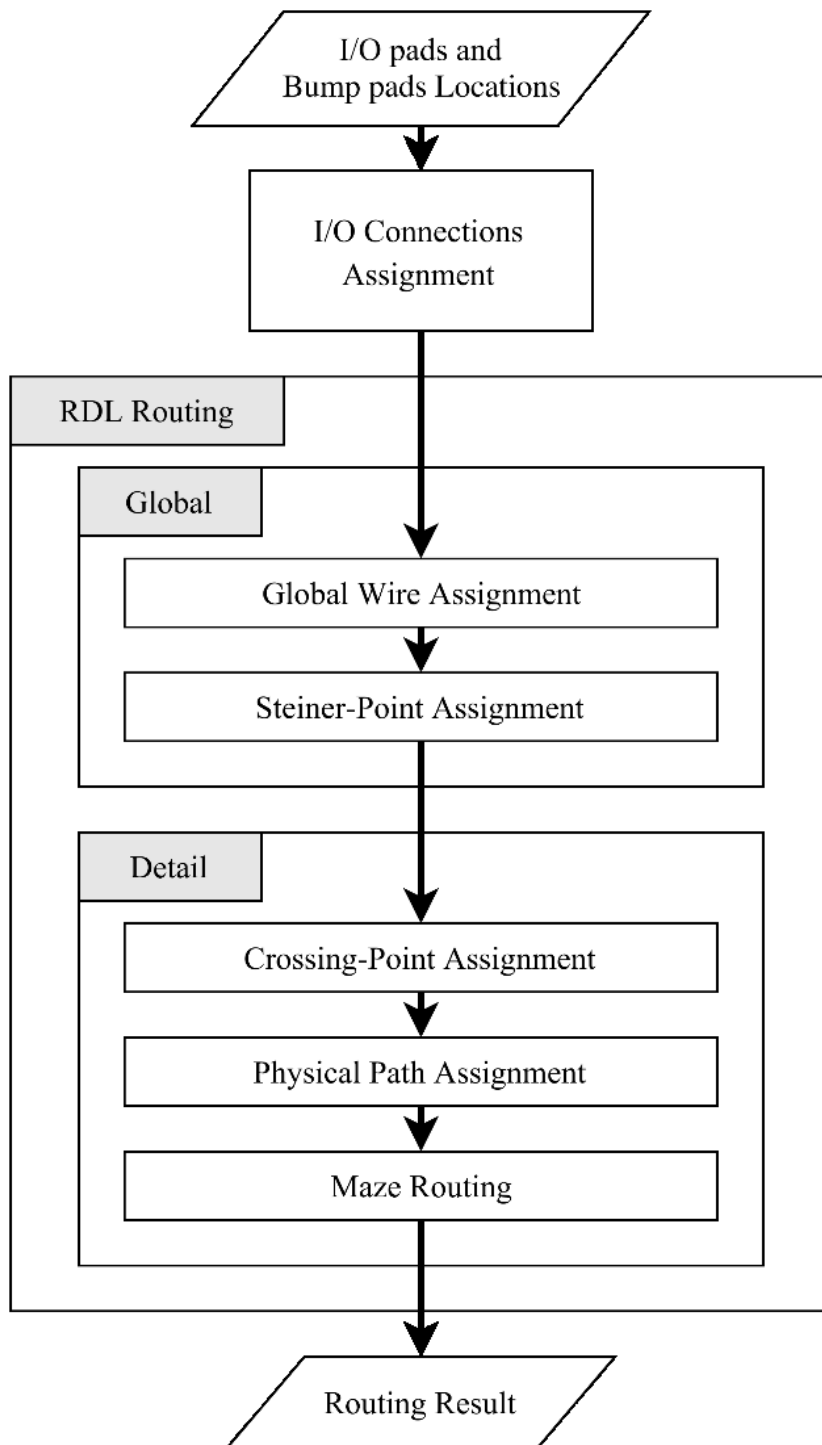 I/O pads and
Bump pads Locations
I/O Connections
Assignment
RDL Routing
Global
Global Wire Assignment
Steiner-Point Assignment
Detail
Crossing-Point Assignment
Physical Path Assignment
Maze Routing
Routing Result